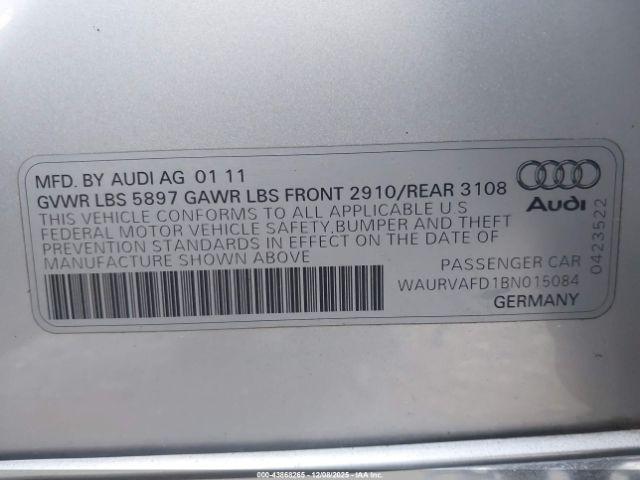 MFD. BY AUDI AG 01 11
GVWR LBS 5897 GAWR LBS FRONT 2910/REAR 3108
THIS VEHICLE CONFORMS TO ALL APPLICABLE U.S
FEDERAL MOTOR VEHICLE SAFETY,BUMPER AND THEFT
PREVENTION STANDARDS IN EFFECT ON THE DATE OF
MANUFACTURE SHOWN ABOVE
Audi
0423522
PASSENGER CAR
WAURVAFD1BN015084
GERMANY
000-43868265 - 12/08/2025 - IAA Inc.